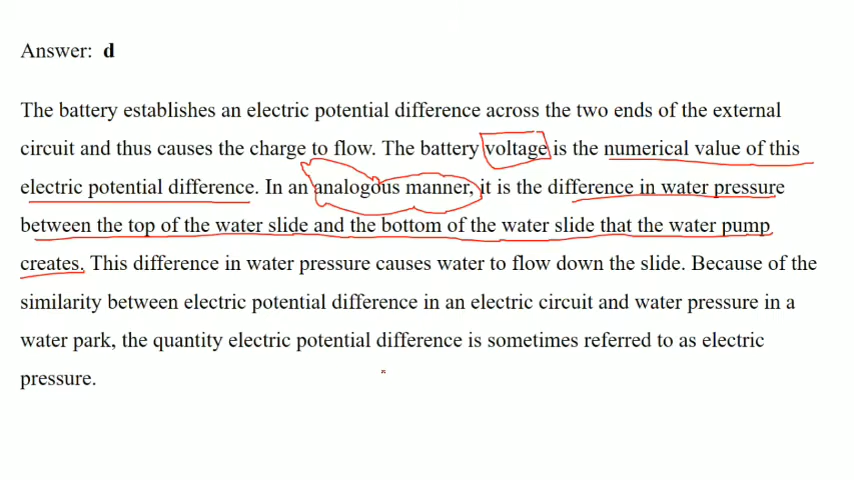 Answer: d
The battery establishes an electric potential difference across the two ends of the external
circuit and thus causes the charge to flow. The battery voltage is the numerical value of this
electric potential difference. In an analogous manner, it is the difference in water pressure
between the top of the water slide and the bottom of the water slide that the water pump
creates. This difference in water pressure causes water to flow down the slide. Because of the
similarity between electric potential difference in an electric circuit and water pressure in a
water park, the quantity electric potential difference is sometimes referred to as electric
pressure.